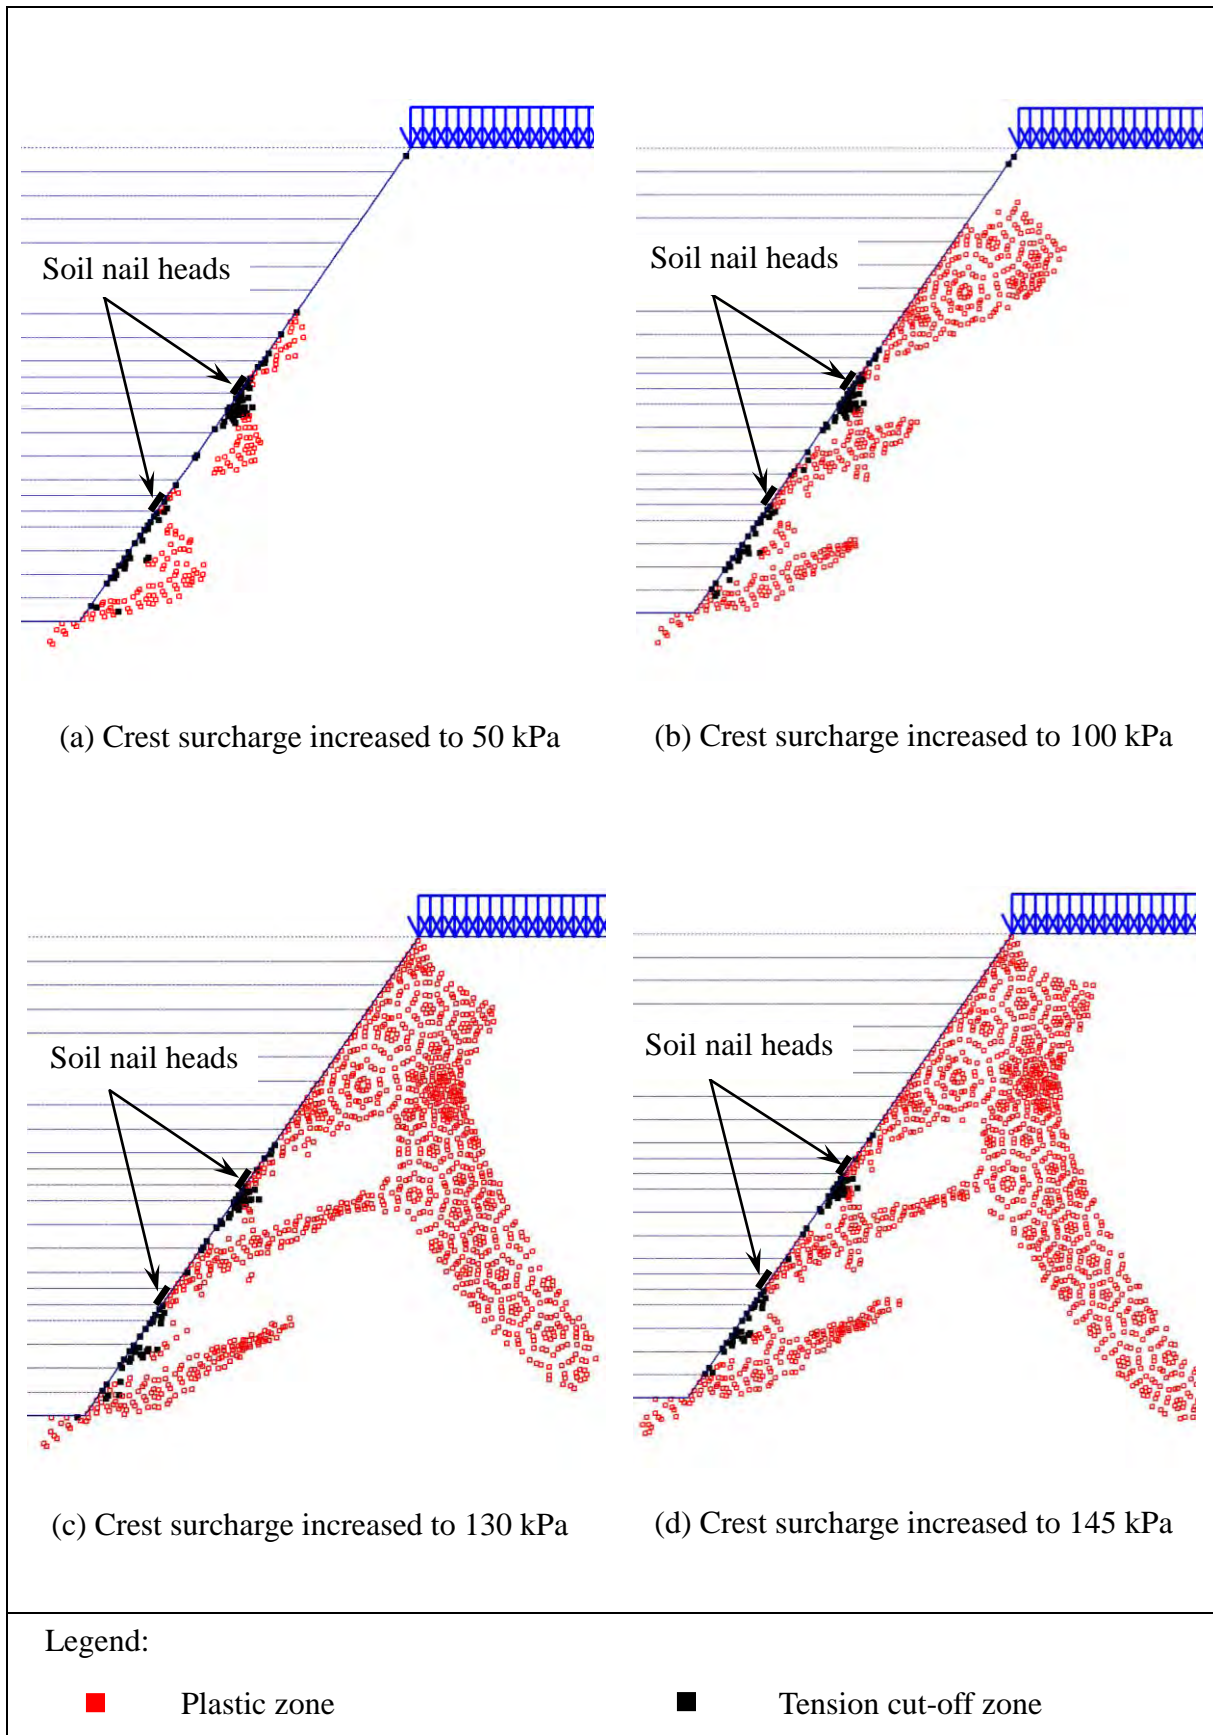 Soil nail heads
Soil nail heads
(a) Crest surcharge increased to 50 kPa
(b) Crest surcharge increased to 100 kPa
Soil nail heads
Soil nail heads
(c) Crest surcharge increased to 130 kPa
(d) Crest surcharge increased to 145 kPa
Legend:
Plastic zone
Tension cut-off zone